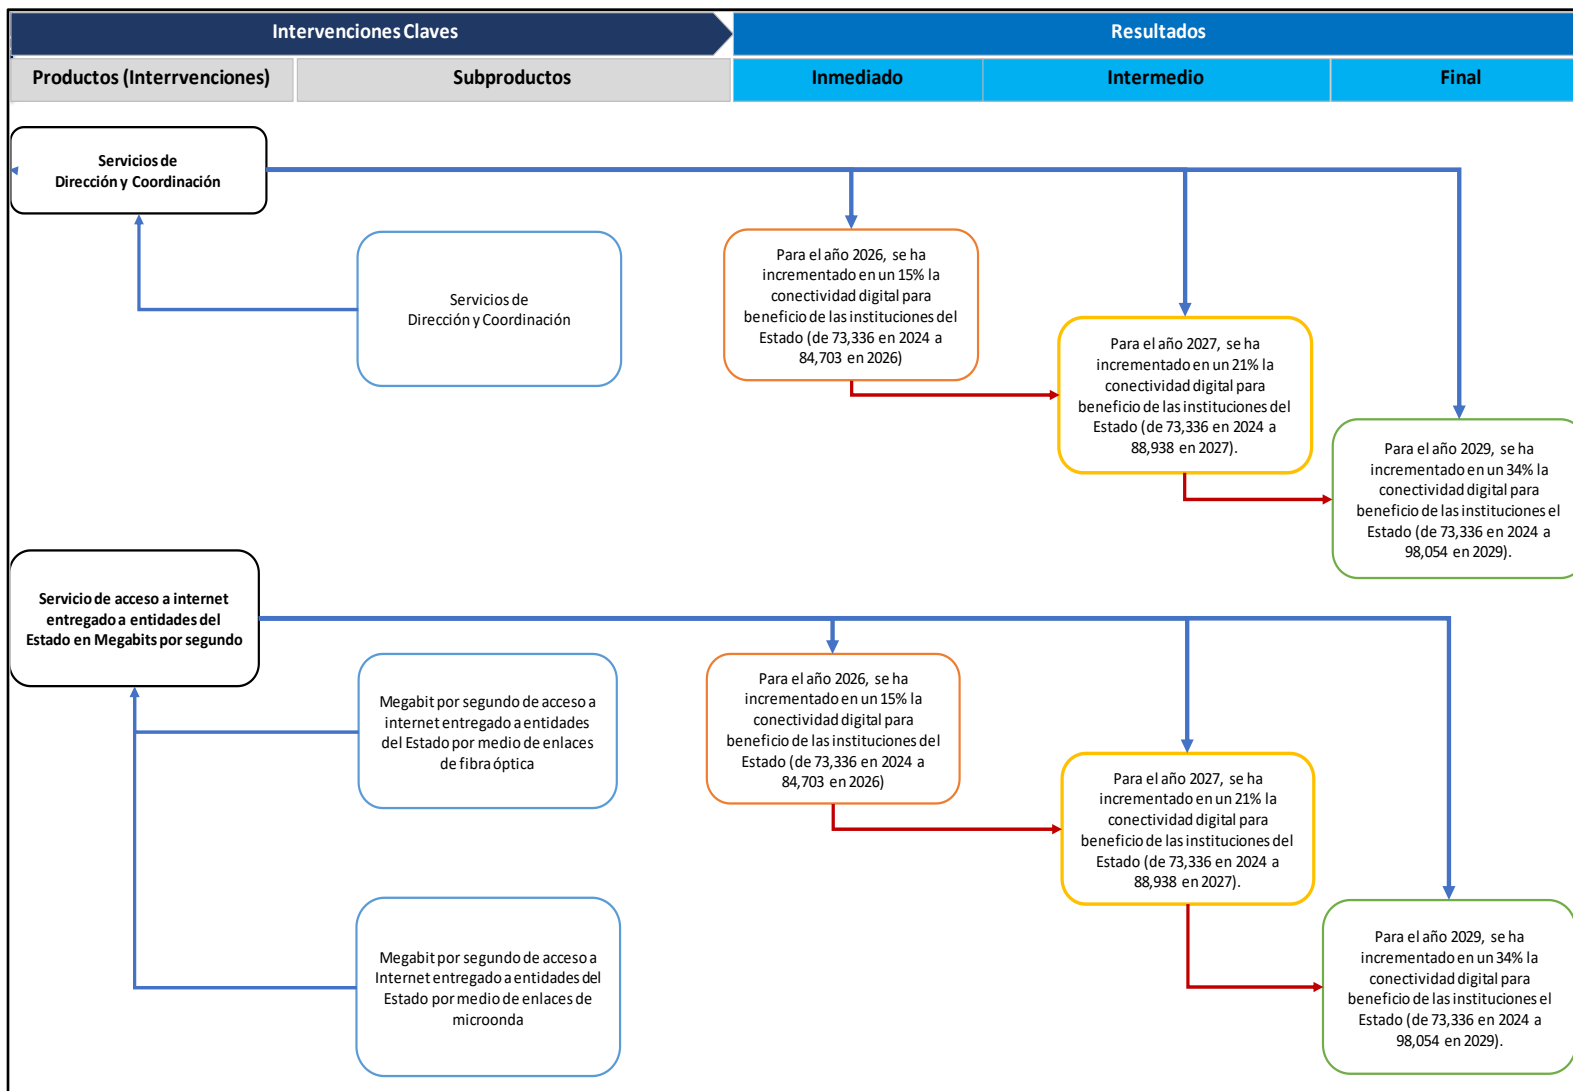 Intervenciones Claves
Resultados
Productos (Interrvenciones)
Subproductos
Inmediado
Intermedio
Final
Servicios de
Dirección y Coordinación
Servicios de
Dirección y Coordinación
Para el año 2026, se ha
incrementado en un 15% la
conectividad digital para
beneficio de las instituciones del
Estado (de 73,336 en 2024 a
84,703 en 2026)
Para el año 2027, se ha
incrementado en un 21% la
conectividad digital para
beneficio de las instituciones del
Estado (de 73,336 en 2024 a
88,938 en 2027).
Para el año 2029, se ha
incrementado en un 34% la
conectividad digital para
beneficio de las instituciones el
Estado (de 73,336 en 2024 a
98,054 en 2029).
Servicio de acceso a internet
entregado a entidades del
Estado en Megabits por segundo
Megabit por segundo de acceso a
internet entregado a entidades
del Estado por medio de enlaces
de fibra óptica
Megabit por segundo de acceso a
Internet entregado a entidades del
Estado por medio de enlaces de
microonda
Para el año 2026, se ha
incrementado en un 15% la
conectividad digital para
beneficio de las instituciones del
Estado (de 73,336 en 2024 a
84,703 en 2026)
Para el año 2027, se ha
incrementado en un 21% la
conectividad digital para
beneficio de las instituciones del
Estado (de 73,336 en 2024 a
88,938 en 2027).
Para el año 2029, se ha
incrementado en un 34% la
conectividad digital para
beneficio de las instituciones el
Estado (de 73,336 en 2024 a
98,054 en 2029).